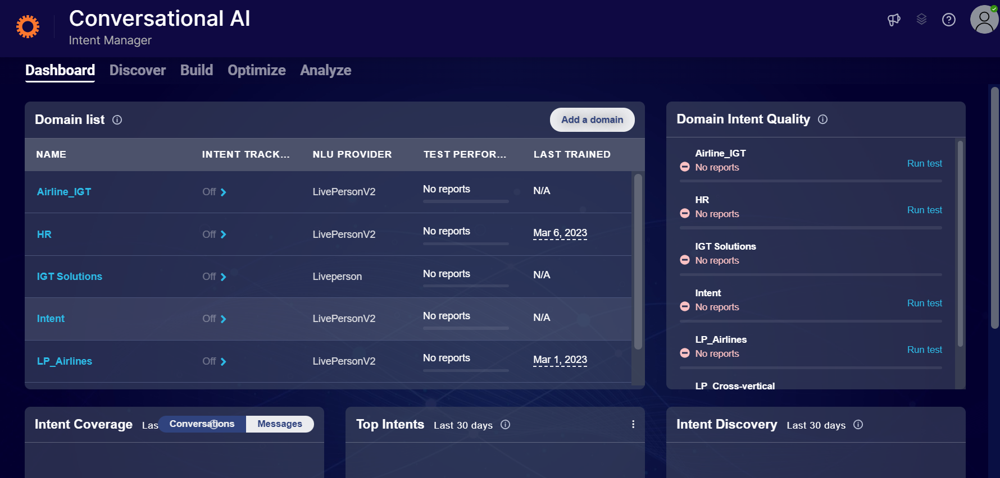 Conversational AI
Intent Manager
Dashboard Discover Build Optimize Analyze
Domain list
Add a domain
NAME INTENT TRACK... NLU PROVIDER TEST PERFOR... LAST TRAINED
Airline_IGT Off LivePersonV2 No reports N/A
HR Off LivePersonV2 No reports Mar 6, 2023
IGT Solutions Off Liveperson No reports N/A
Intent Off LivePersonV2 No reports N/A
LP_Airlines Off LivePersonV2 No reports Mar 1, 2023
Domain Intent Quality
Airline_IGT
No reports Run test
HR
No reports Run test
IGT Solutions
No reports
Intent
No reports Run test
LP_Airlines
No reports Run test
LP_Cross-vertical
Intent Coverage Las Conversations Messages
Top Intents Last 30 days
Intent Discovery Last 30 days